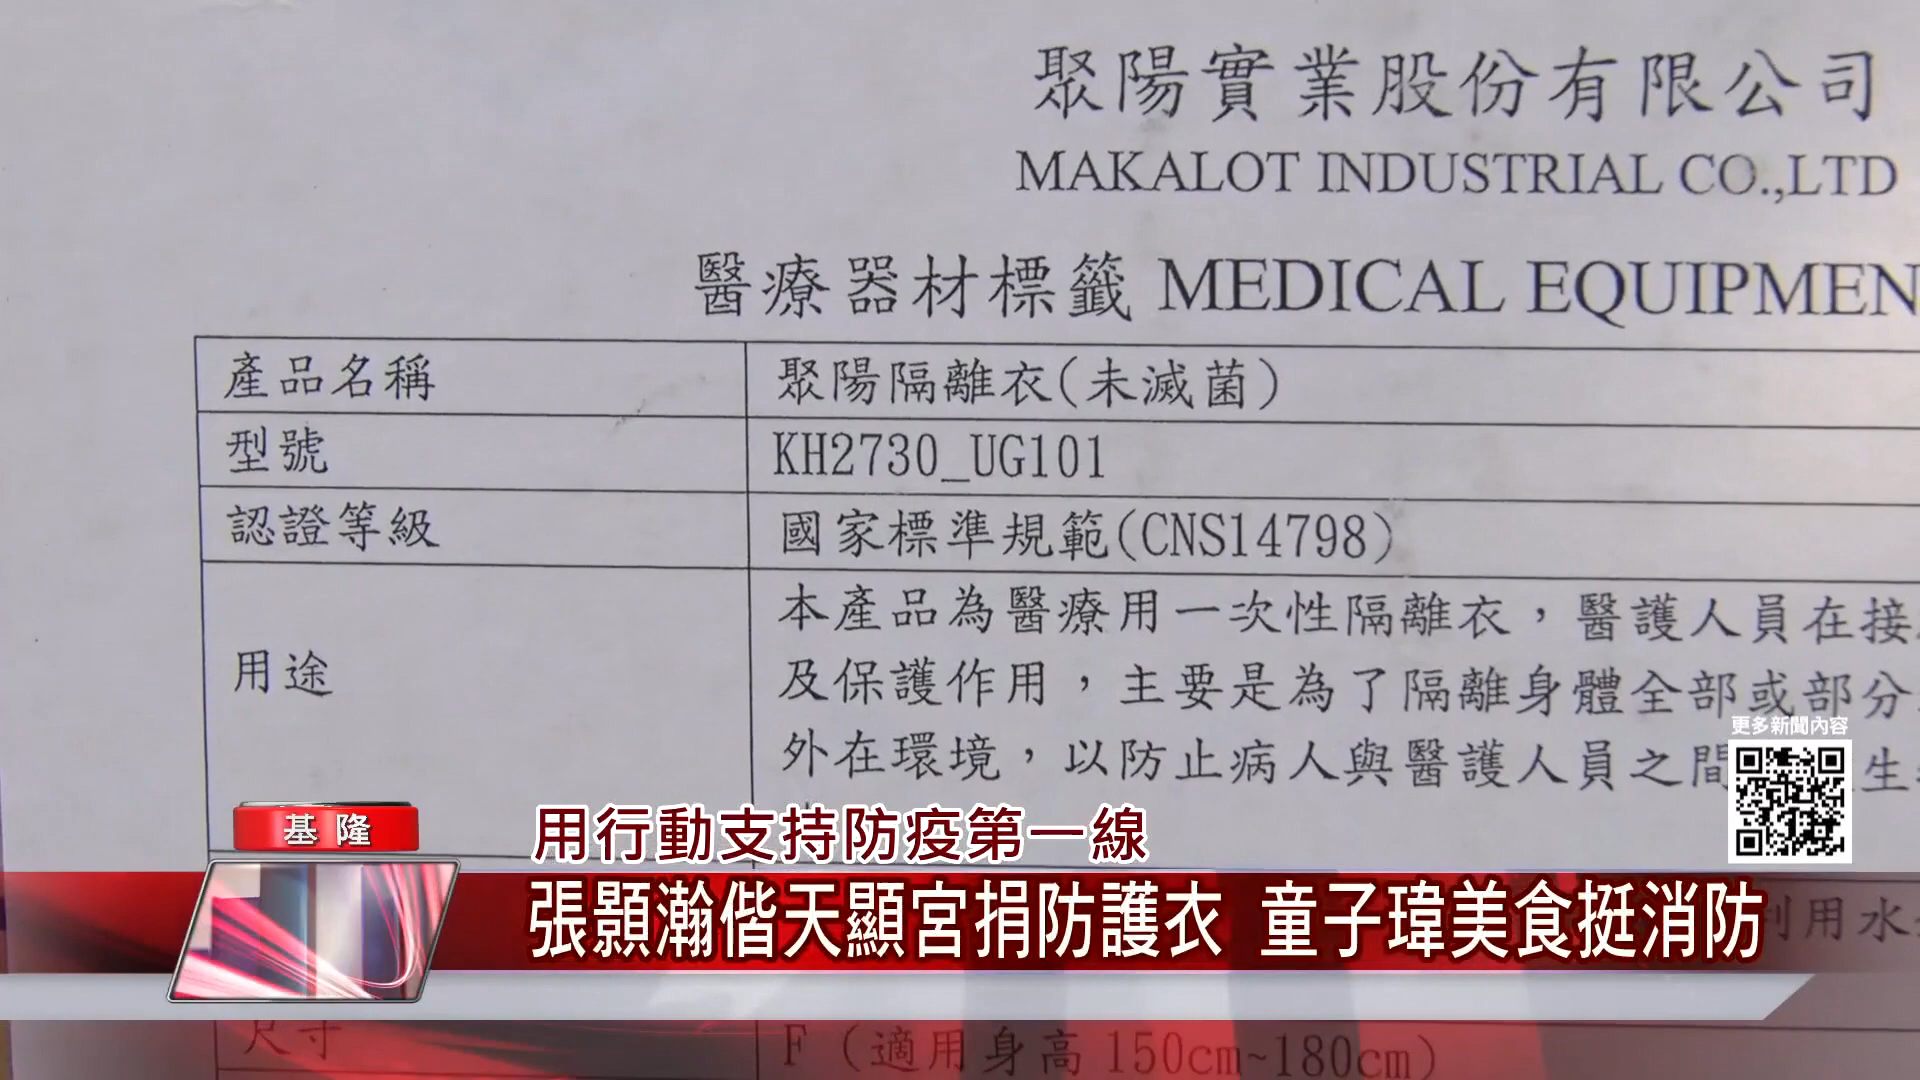 聚陽實業股份有限公司
MAKALOT INDUSTRIAL CO.,LTD
醫療器材標籤 MEDICAL EQUIPMEN
產品名稱 聚陽隔離衣(未滅菌)
型號 KH2730_UG101
認證等級 國家標準規範(CNS14798)
用途 本產品為醫療用一次性隔離衣，醫護人員在接
及保護作用，主要是為了隔離身體全部或部分
外在環境，以防止病人與醫護人員之間 生
更多新聞內容
基隆
用行動支持防疫第一線
張顥瀚偕天顯宮捐防護衣 童子瑋美食挺消防
利用水
尺寸 F (適用身高 150cm~180cm)